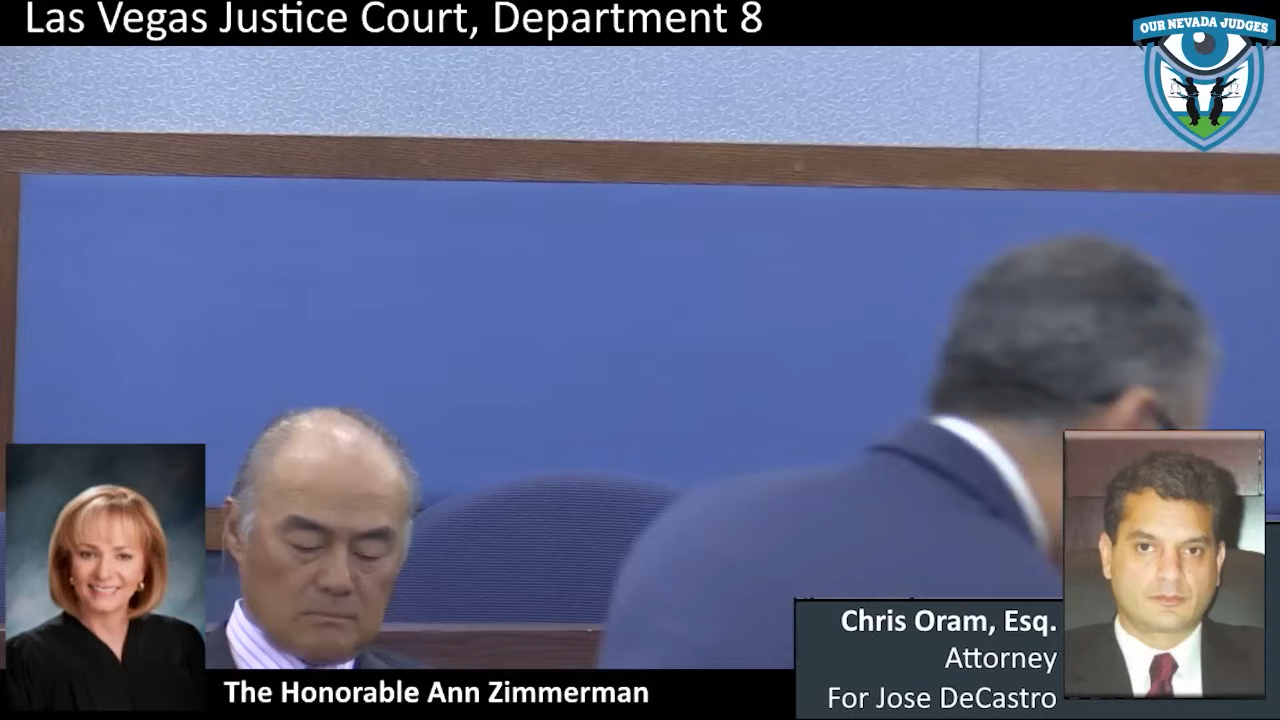 Las Vegas Justice Court, Department 8
OUR NEVADA JUDGES
Chris Oram, Esq.
Attorney
For Jose DeCastro
The Honorable Ann Zimmerman